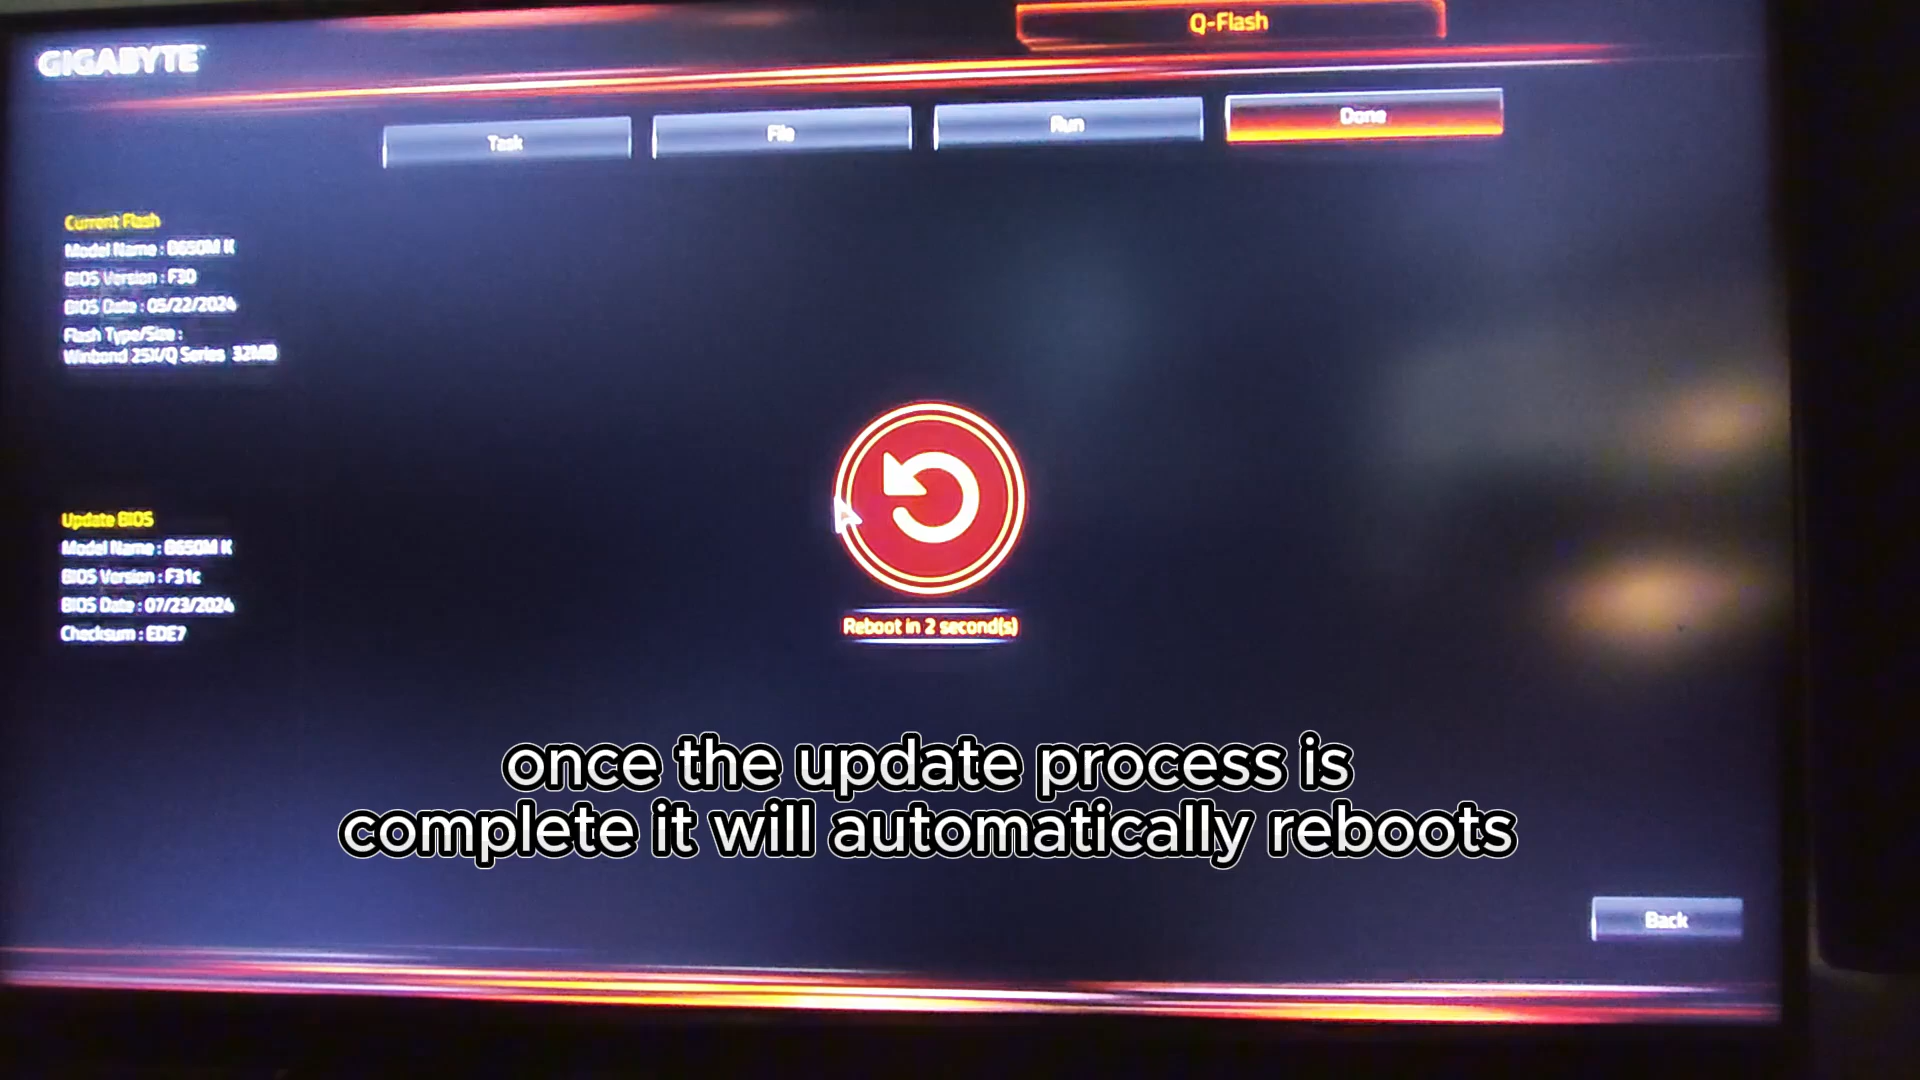 GIGABYTE
Q-Flash
Task
File
Run
Done
Current Flash
Model Name : B650M K
BIOS Version : F30
BIOS Date : 05/22/2024
Flash Type/Size :
Winbond 25X/Q Series 32MB
Update BIOS
Model Name : B650M K
BIOS Version : F31c
BIOS Date : 07/23/2024
Checksum : EDE7
Reboot in 2 second(s)
once the update process is
complete it will automatically reboots
Back